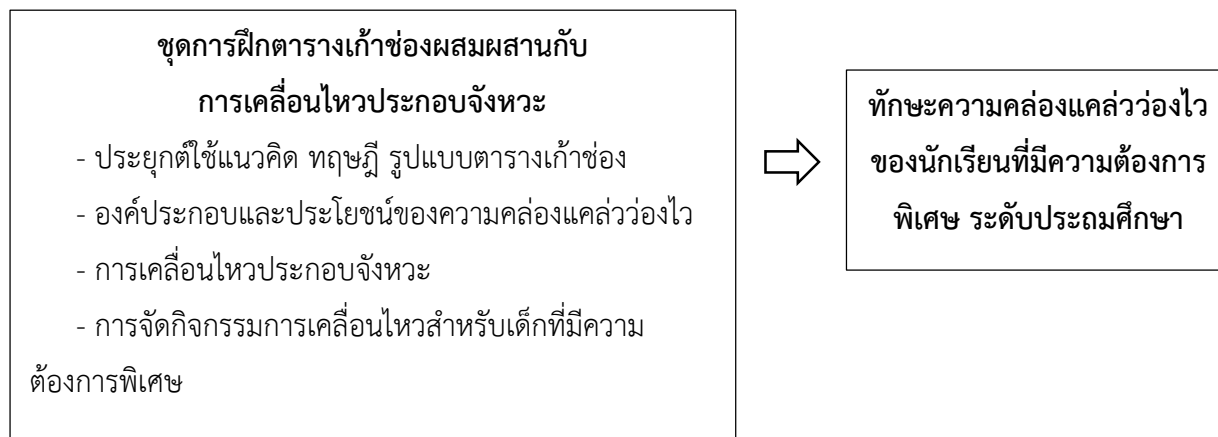 ชุดการฝึกตารางเก้าช่องผสมผสานกับ
การเคลื่อนไหวประกอบจังหวะ
- ประยุกต์ใช้แนวคิด ทฤษฎี รูปแบบตารางเก้าช่อง
- องค์ประกอบและประโยชน์ของความคล่องแคล่วว่องไว
- การเคลื่อนไหวประกอบจังหวะ
- การจัดกิจกรรมการเคลื่อนไหวสำหรับเด็กที่มีความ
ต้องการพิเศษ
ทักษะความคล่องแคล่วว่องไว
ของนักเรียนที่มีความต้องการ
พิเศษ ระดับประถมศึกษา